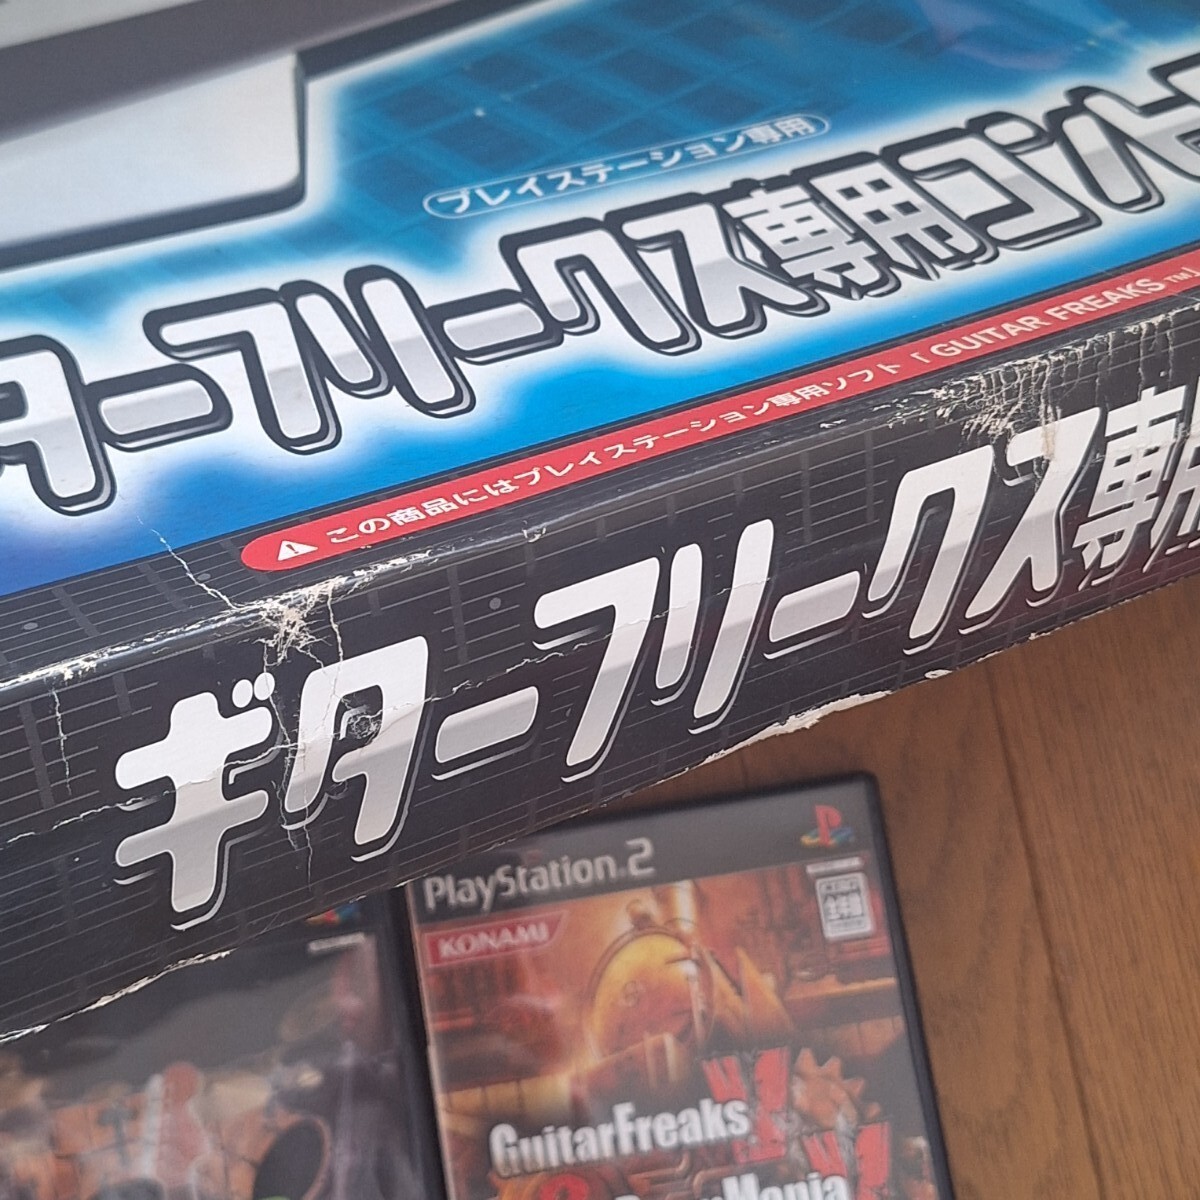 プレイステーション専用
ターフリークス専用コント
この商品にはプレイステーション専用ソフト「GUITAR FREAKS™」
ギターフリークス専用
PlayStation.2
KONAMI
GuitarFreaks V
Mania V